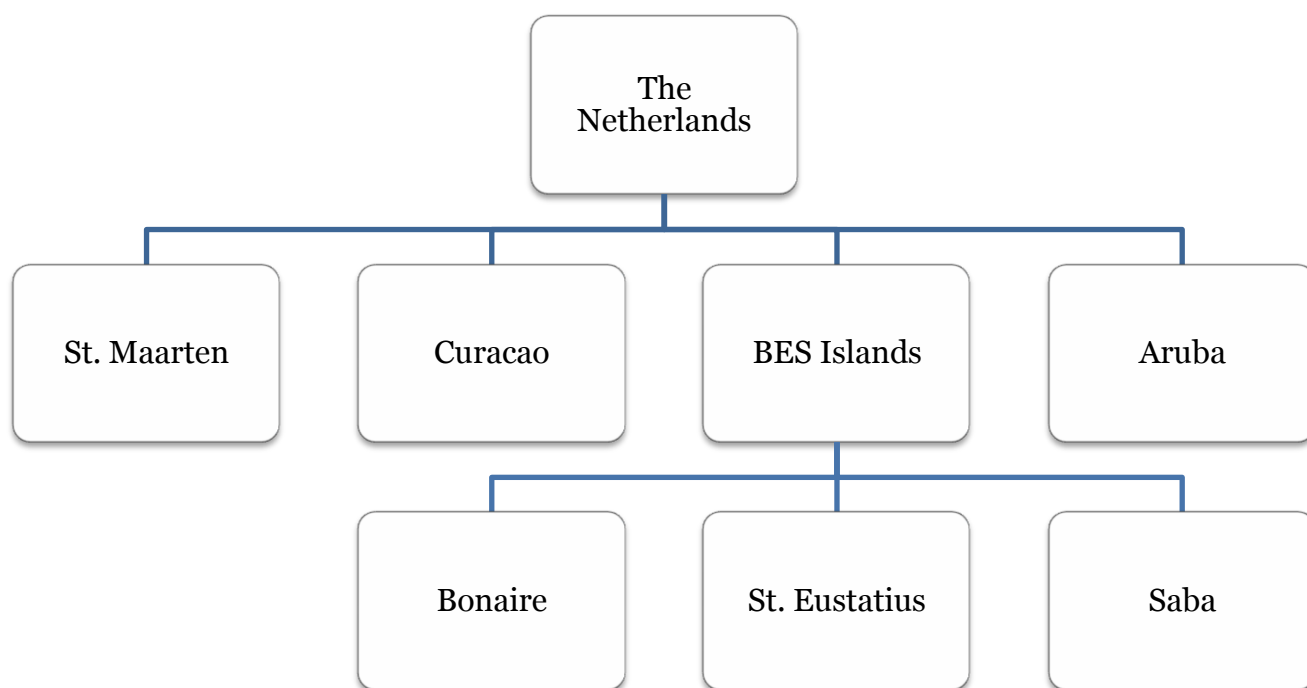 The
Netherlands
St. Maarten
Curacao
BES Islands
Aruba
Bonaire
St. Eustatius
Saba